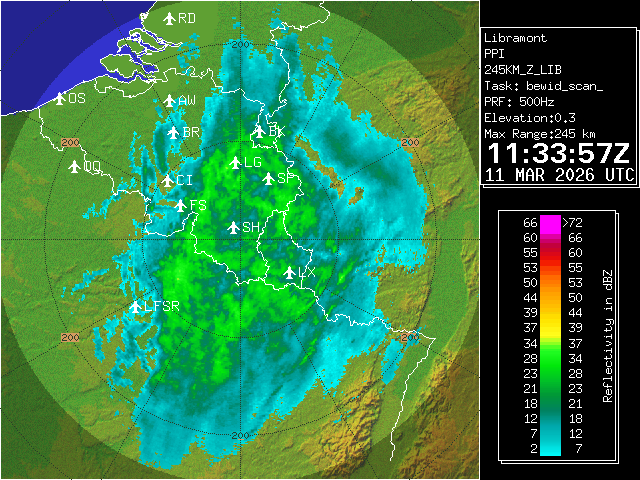 RD
200
OS
AW
BR
BK
200
200
LG
QQ
CI
SP
FS
SH
LX
LFSR
200
200
200
Libramont
PPI
245KM_Z_LIB
Task: bewid_scan_
PRF: 500Hz
Elevation:0.3
Max Range:245 km
11:33:57Z
11 MAR 2026 UTC
66 >72
60 66
55 60
53 55
50 53
44 50
39 44
37 39
34 37
28 34
23 28
21 23
18 21
12 18
7 12
2 7
Reflectivity in dBZ